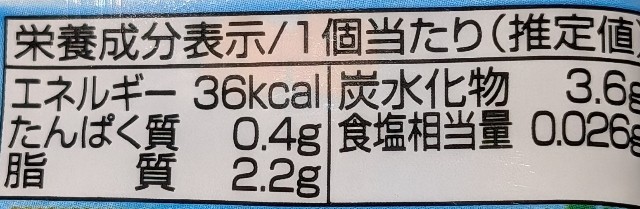 栄養成分表示/1個当たり(推定値)
エネルギー 36kcal
たんぱく質 0.4g
脂質 2.2g
炭水化物 3.6g
食塩相当量 0.026g